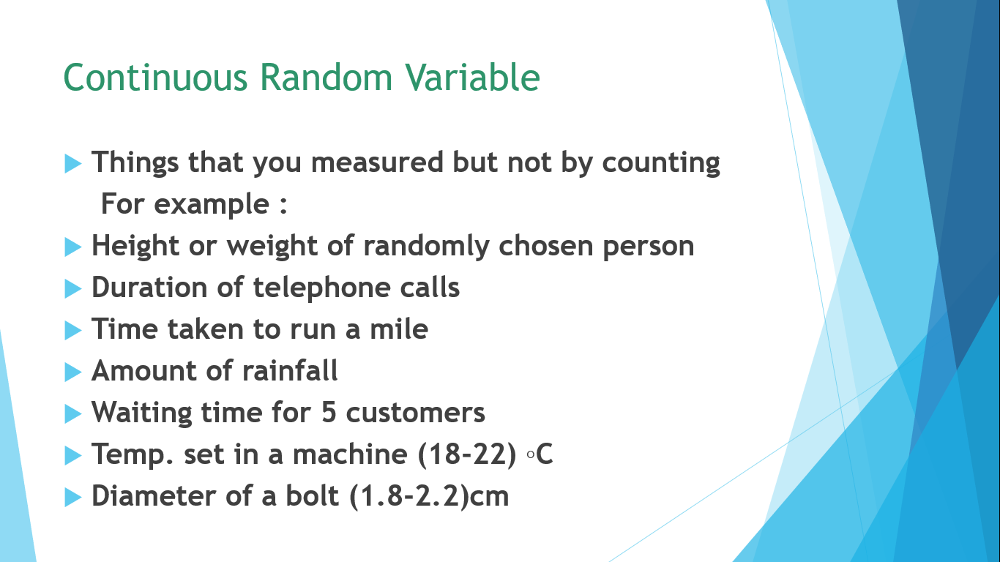 Continuous Random Variable
Things that you measured but not by counting
For example :
Height or weight of randomly chosen person
Duration of telephone calls
Time taken to run a mile
Amount of rainfall
Waiting time for 5 customers
Temp. set in a machine (18-22) ◦C
Diameter of a bolt (1.8-2.2)cm